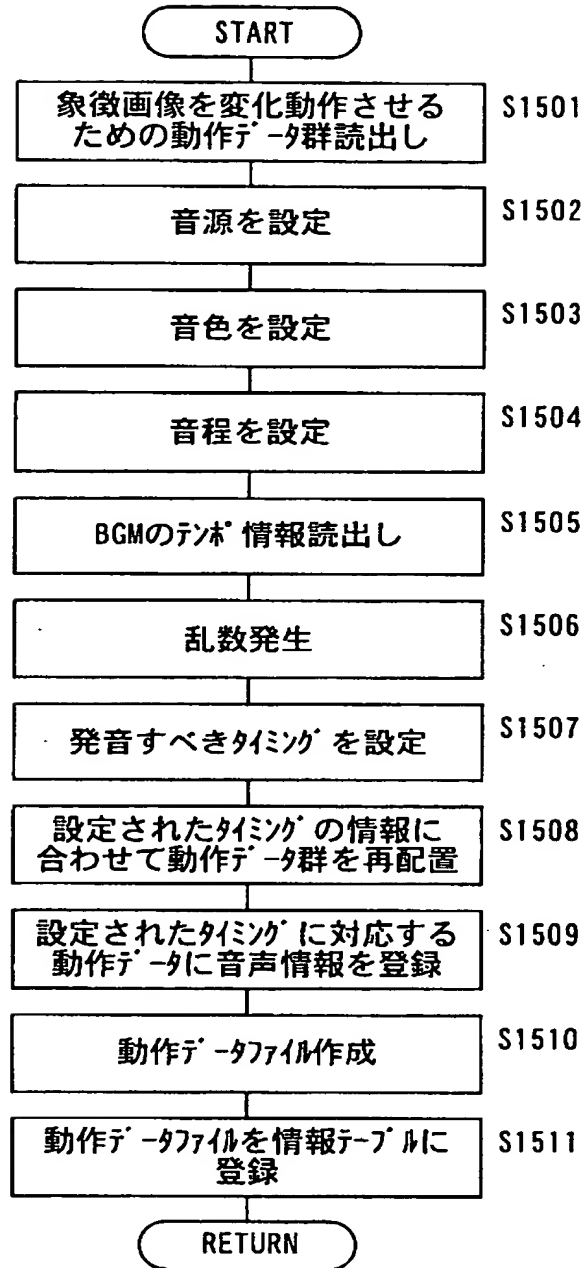 START
象徴画像を変化動作させる
ための動作ﾃﾞｰﾀ群読出し
S1501
音源を設定
S1502
音色を設定
S1503
音程を設定
S1504
BGMのﾃﾝﾎﾟ情報読出し
S1505
乱数発生
S1506
発音すべきﾀｲﾐﾝｸﾞを設定
S1507
設定されたﾀｲﾐﾝｸﾞの情報に
合わせて動作ﾃﾞｰﾀ群を再配置
S1508
設定されたﾀｲﾐﾝｸﾞに対応する
動作ﾃﾞｰﾀに音声情報を登録
S1509
動作ﾃﾞｰﾀﾌｧｲﾙ作成
S1510
動作ﾃﾞｰﾀﾌｧｲﾙを情報ﾃｰﾌﾞﾙに
登録
S1511
RETURN